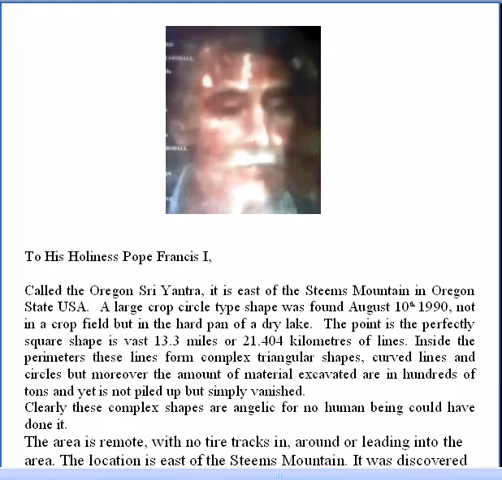 MARSHALL
To His Holiness Pope Francis I,
Called the Oregon Sri Yantra, it is east of the Steems Mountain in Oregon
State USA. A large crop circle type shape was found August 10th 1990, not
in a crop field but in the hard pan of a dry lake. The point is the perfectly
square shape is vast 13.3 miles or 21.404 kilometres of lines. Inside the
perimeters these lines form complex triangular shapes, curved lines and
circles but moreover the amount of material excavated are in hundreds of
tons and yet is not piled up but simply vanished.
Clearly these complex shapes are angelic for no human being could have
done it.
The area is remote, with no tire tracks in, around or leading into the
area. The location is east of the Steems Mountain. It was discovered